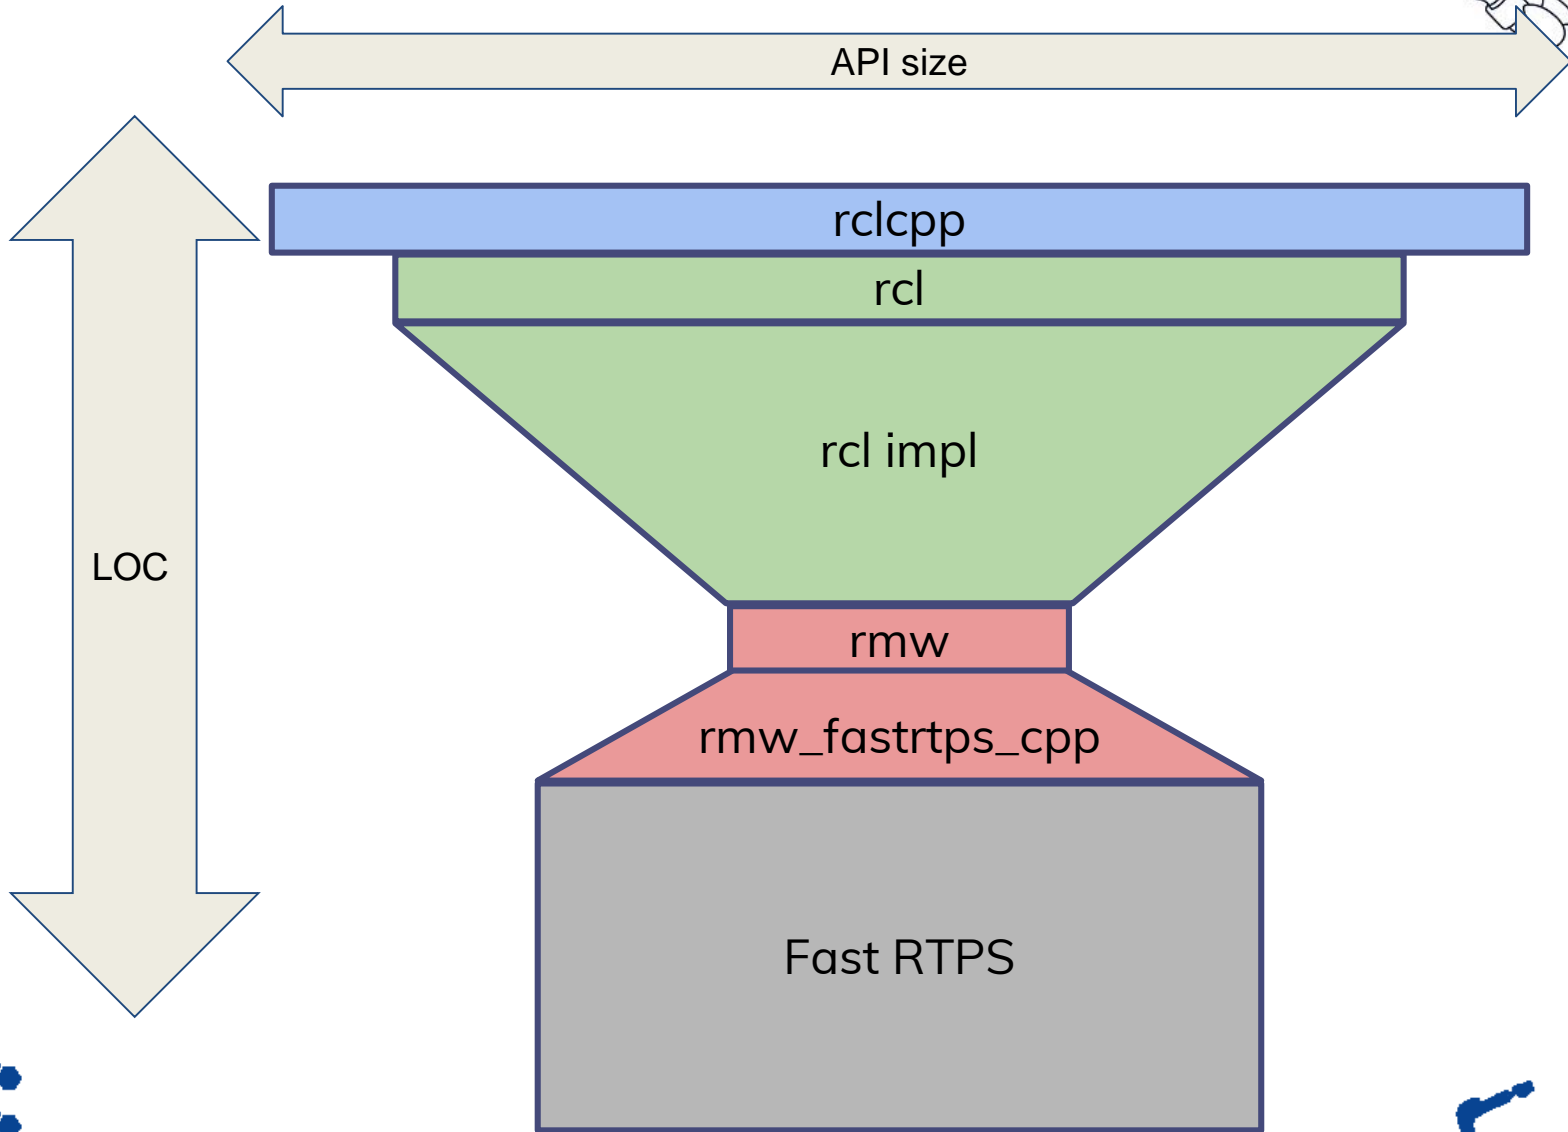 API size
rclcpp
rcl
rcl impl
LOC
rmw
rmw_fastrtps_cpp
Fast RTPS